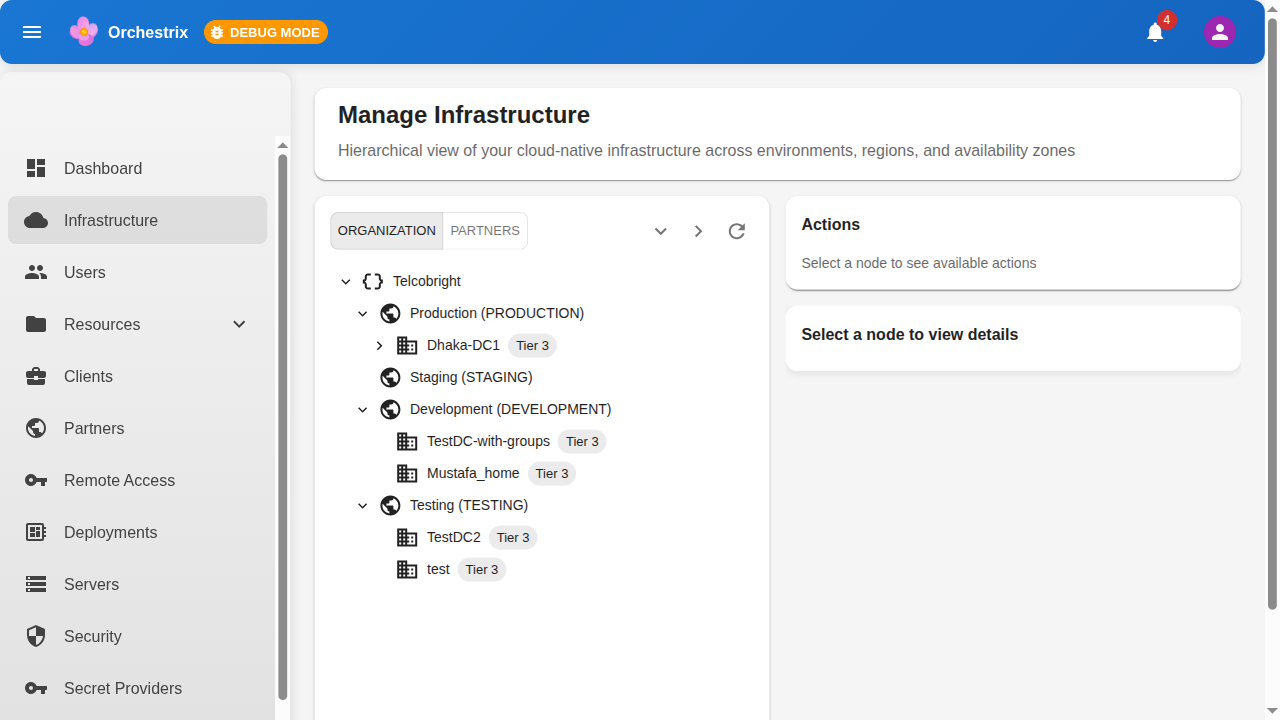 Orchestrix
DEBUG MODE
4
Dashboard
Infrastructure
Users
Resources
Clients
Partners
Remote Access
Deployments
Servers
Security
Secret Providers
Manage Infrastructure
Hierarchical view of your cloud-native infrastructure across environments, regions, and availability zones
ORGANIZATION PARTNERS
Telcobright
Production (PRODUCTION)
Dhaka-DC1 Tier 3
Staging (STAGING)
Development (DEVELOPMENT)
TestDC-with-groups Tier 3
Mustafa_home Tier 3
Testing (TESTING)
TestDC2 Tier 3
test Tier 3
Actions
Select a node to see available actions
Select a node to view details